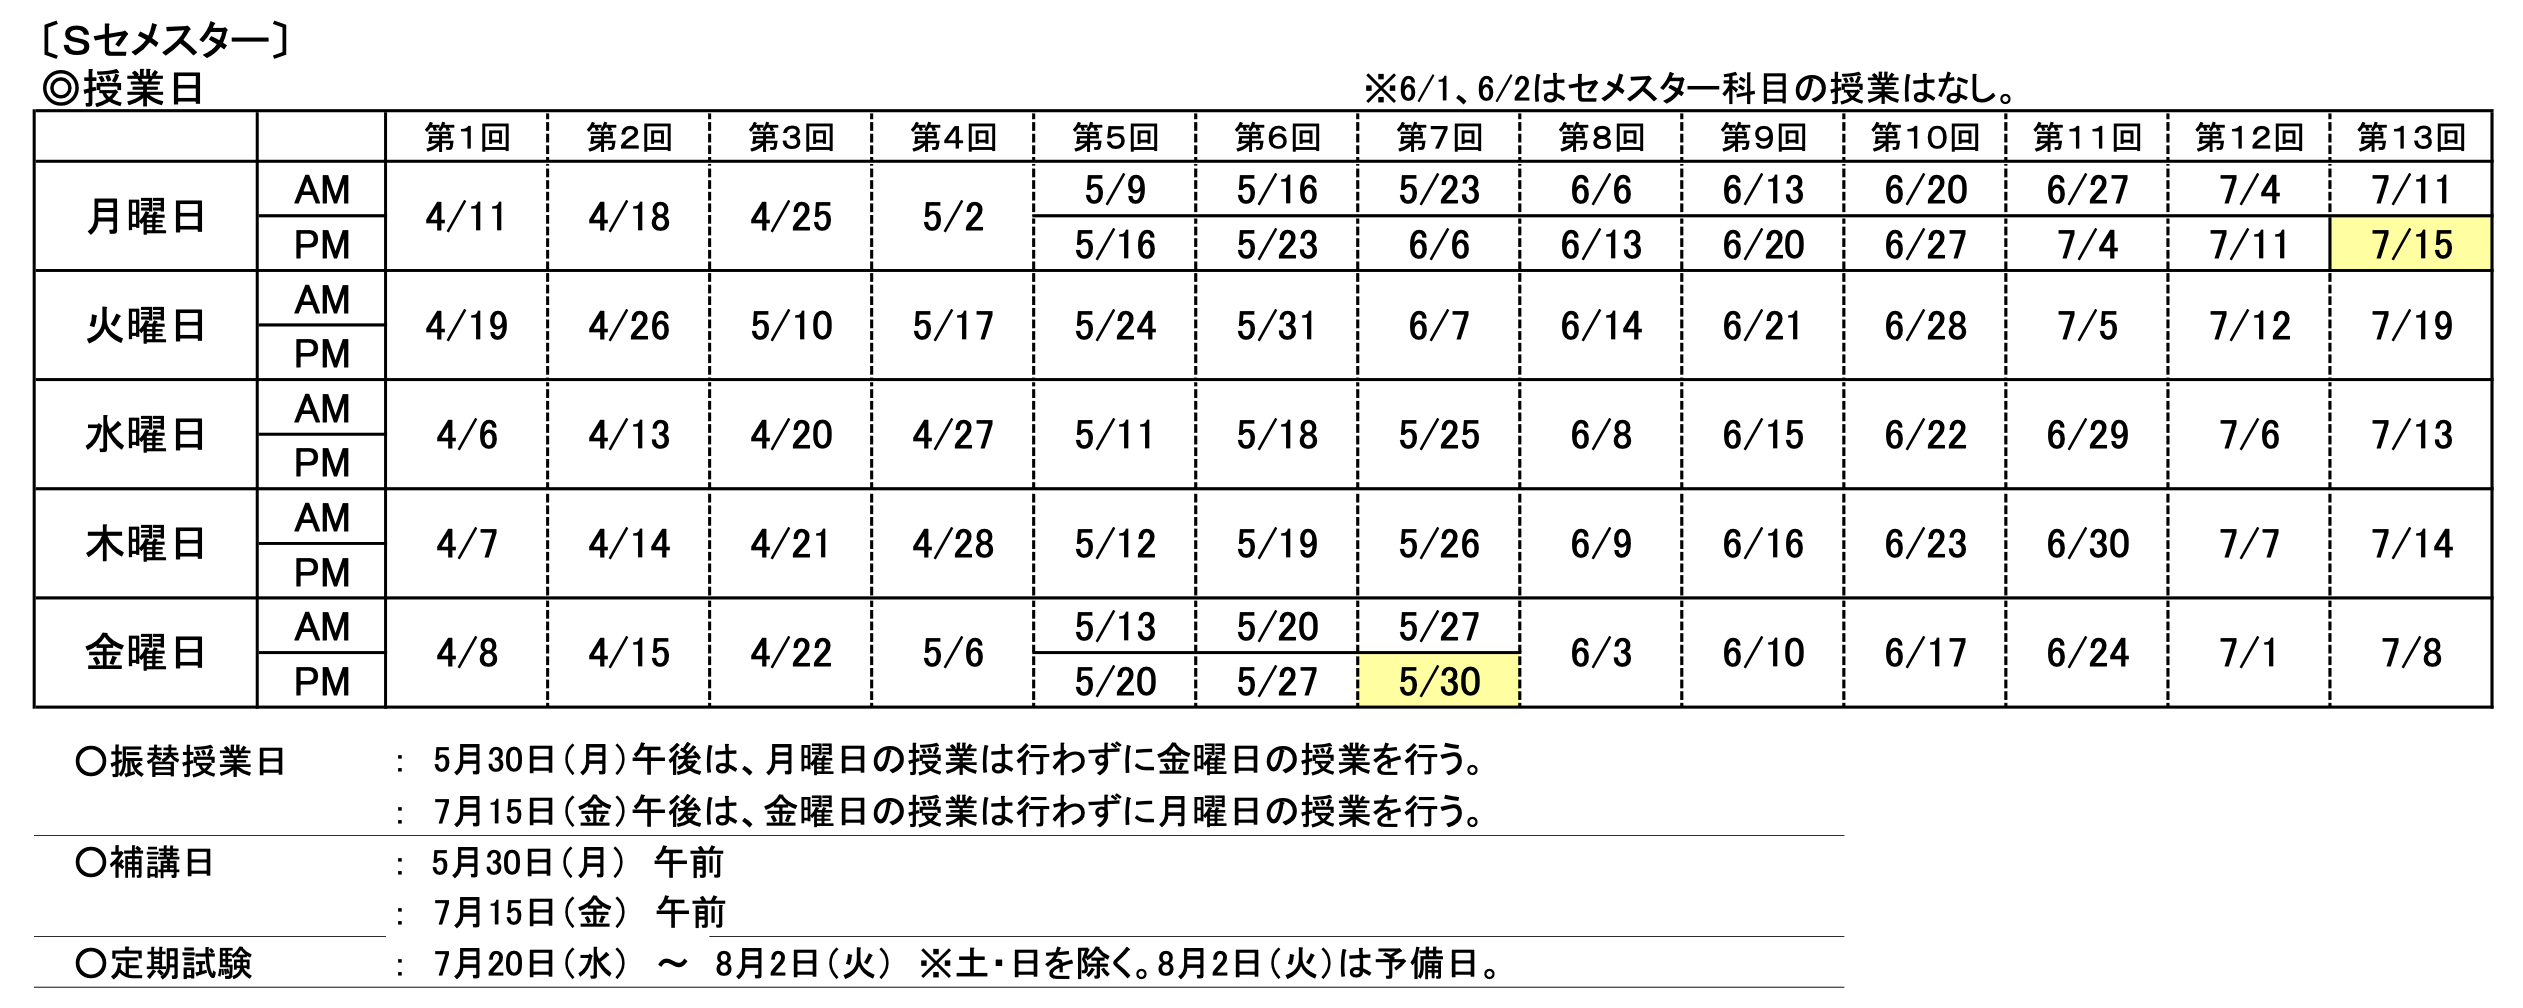 〔Ｓセメスター〕
◎授業日 ※6/1、6/2はセメスター科目の授業はなし。
第１回 第２回 第３回 第４回 第５回 第６回 第７回 第８回 第９回 第１０回 第１１回 第１２回 第１３回
月曜日 AM 4/11 4/18 4/25 5/2 5/9 5/16 5/23 6/6 6/13 6/20 6/27 7/4 7/11
PM 5/16 5/23 6/6 6/13 6/20 6/27 7/4 7/11 7/15
火曜日 AM 4/19 4/26 5/10 5/17 5/24 5/31 6/7 6/14 6/21 6/28 7/5 7/12 7/19
PM
水曜日 AM 4/6 4/13 4/20 4/27 5/11 5/18 5/25 6/8 6/15 6/22 6/29 7/6 7/13
PM
木曜日 AM 4/7 4/14 4/21 4/28 5/12 5/19 5/26 6/9 6/16 6/23 6/30 7/7 7/14
PM
金曜日 AM 4/8 4/15 4/22 5/6 5/13 5/20 5/27 6/3 6/10 6/17 6/24 7/1 7/8
PM 5/20 5/27 5/30
〇振替授業日 ： 5月30日（月）午後は、月曜日の授業は行わずに金曜日の授業を行う。
： 7月15日（金）午後は、金曜日の授業は行わずに月曜日の授業を行う。
〇補講日 ： 5月30日（月） 午前
： 7月15日（金） 午前
〇定期試験 ： 7月20日（水） ～ 8月2日（火） ※土・日を除く。8月2日（火）は予備日。